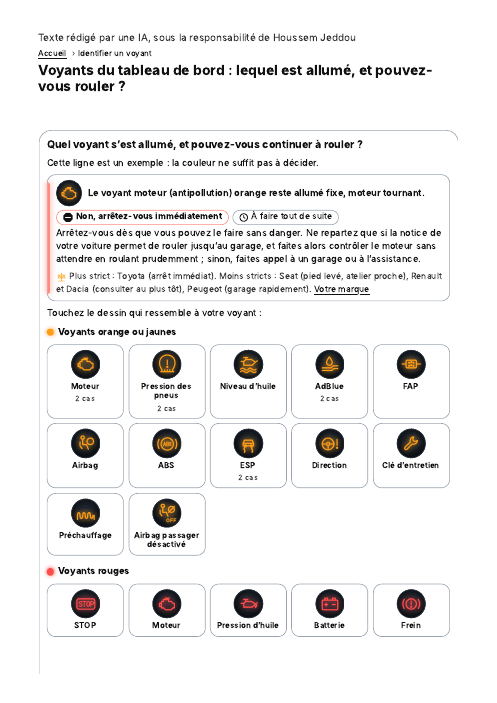 Texte rédigé par une IA, sous la responsabilité de Houssem Jeddou
Accueil › Identifier un voyant
Voyants du tableau de bord : lequel est allumé, et pouvez-
vous rouler ?
Quel voyant s'est allumé, et pouvez-vous continuer à rouler ?
Cette ligne est un exemple : la couleur ne suffit pas à décider.
Le voyant moteur (antipollution) orange reste allumé fixe, moteur tournant.
Non, arrêtez-vous immédiatement À faire tout de suite
Arrêtez-vous dès que vous pouvez le faire sans danger. Ne repartez que si la notice de
votre voiture permet de rouler jusqu'au garage, et faites alors contrôler le moteur sans
attendre en roulant prudemment ; sinon, faites appel à un garage ou à l'assistance.
Plus strict : Toyota (arrêt immédiat). Moins stricts : Seat (pied levé, atelier proche), Renault
et Dacia (consulter au plus tôt), Peugeot (garage rapidement). Votre marque
Touchez le dessin qui ressemble à votre voyant :
Voyants orange ou jaunes
Moteur
2 cas
Pression des
pneus
2 cas
Niveau d'huile
AdBlue
2 cas
FAP
Airbag
ABS
ABS
ESP
2 cas
Direction
Clé d'entretien
Préchauffage
OFF
Airbag passager
désactivé
Voyants rouges
STOP
STOP
Moteur
Pression d'huile
Batterie
Frein